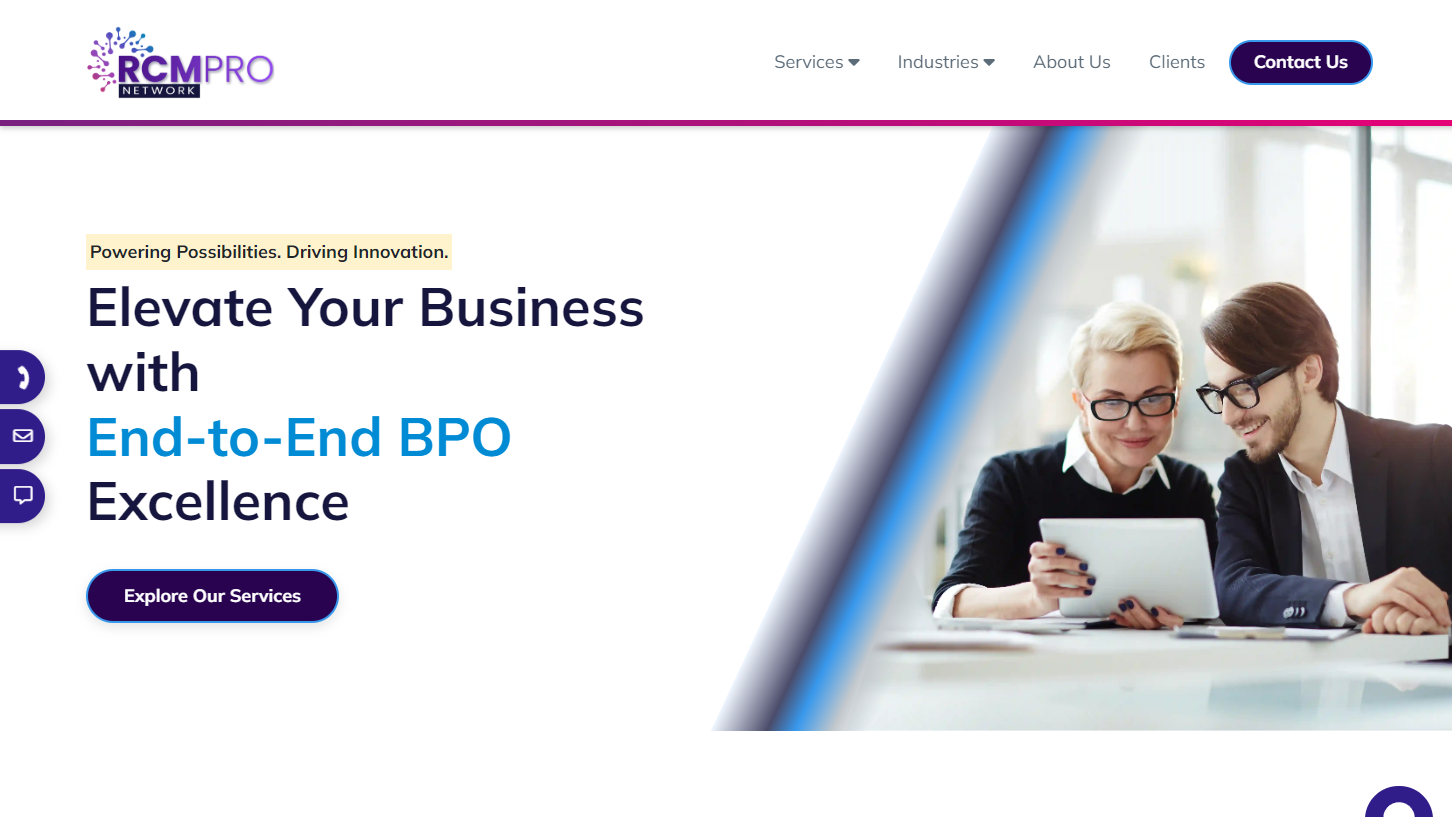 RCMPRO
NETWORK
Services
Industries
About Us
Clients
Contact Us
Powering Possibilities. Driving Innovation.
Elevate Your Business
with
End-to-End BPO
Excellence
Explore Our Services